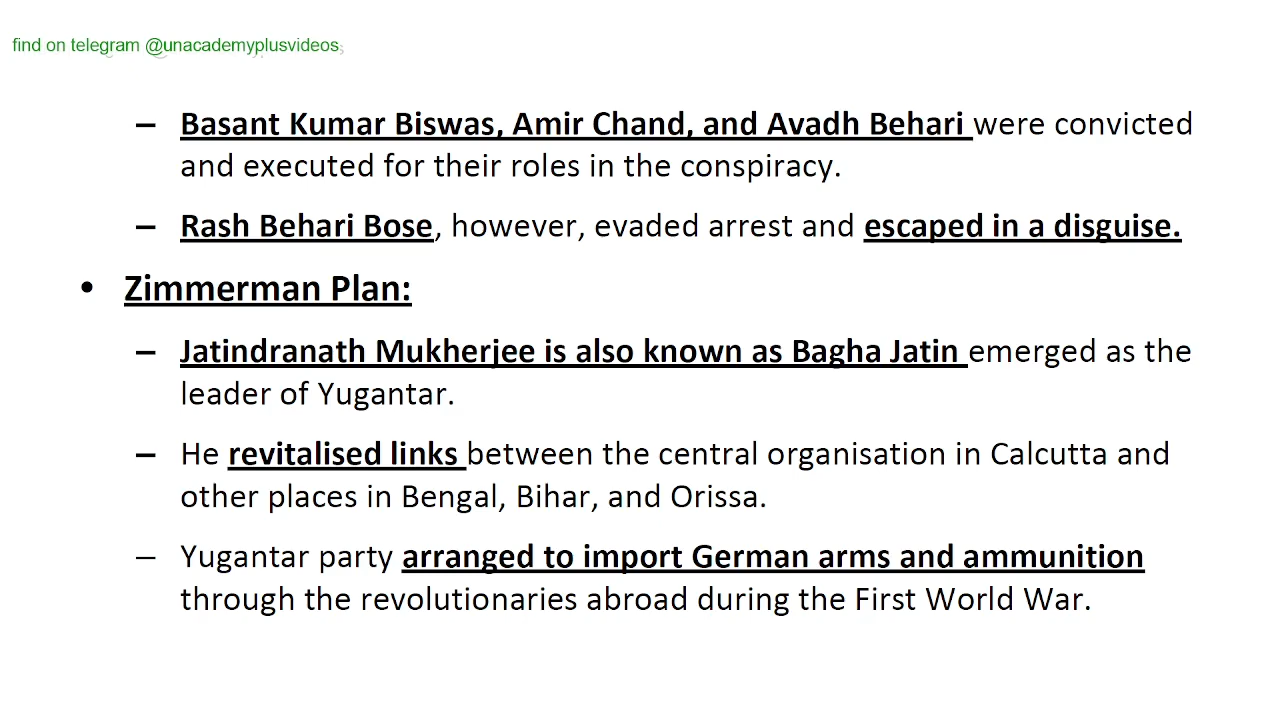 find on telegram @unacademyplusvideos
– Basant Kumar Biswas, Amir Chand, and Avadh Behari were convicted
and executed for their roles in the conspiracy.
– Rash Behari Bose, however, evaded arrest and escaped in a disguise.
• Zimmerman Plan:
– Jatindranath Mukherjee is also known as Bagha Jatin emerged as the
leader of Yugantar.
– He revitalised links between the central organisation in Calcutta and
other places in Bengal, Bihar, and Orissa.
– Yugantar party arranged to import German arms and ammunition
through the revolutionaries abroad during the First World War.